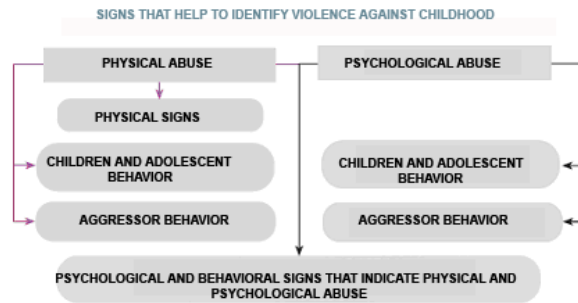 SIGNS THAT HELP TO IDENTIFY VIOLENCE AGAINST CHILDHOOD
PHYSICAL ABUSE
PSYCHOLOGICAL ABUSE
PHYSICAL SIGNS
CHILDREN AND ADOLESCENT
BEHAVIOR
CHILDREN AND ADOLESCENT
BEHAVIOR
AGGRESSOR BEHAVIOR
AGGRESSOR BEHAVIOR
PSYCHOLOGICAL AND BEHAVIORAL SIGNS THAT INDICATE PHYSICAL AND
PSYCHOLOGICAL ABUSE